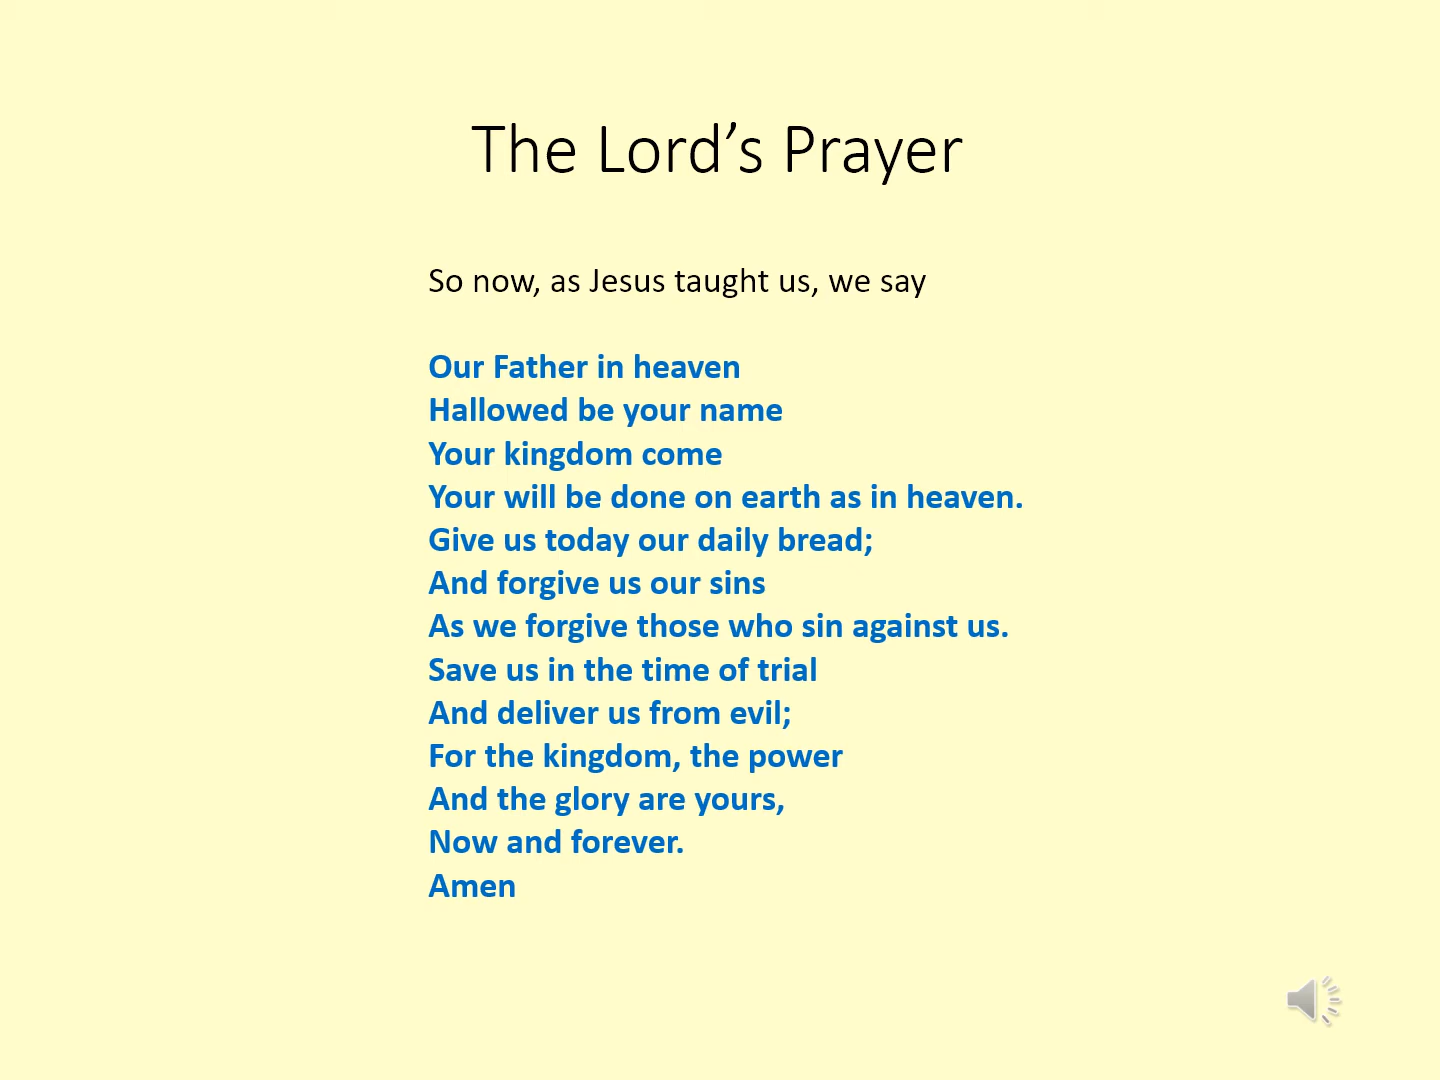 The Lord’s Prayer
So now, as Jesus taught us, we say
Our Father in heaven
Hallowed be your name
Your kingdom come
Your will be done on earth as in heaven.
Give us today our daily bread;
And forgive us our sins
As we forgive those who sin against us.
Save us in the time of trial
And deliver us from evil;
For the kingdom, the power
And the glory are yours,
Now and forever.
Amen